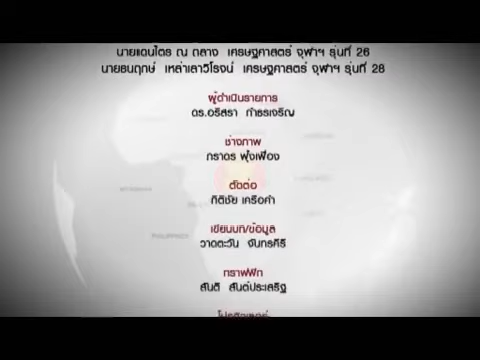 นายแดนไตร ณ ถลาง เศรษฐศาสตร์ จุฬาฯ รุ่นที่ 26
นายธนฤกษ์ เหล่าเลาวิโรจน์ เศรษฐศาสตร์ จุฬาฯ รุ่นที่ 28
ผู้ดำเนินรายการ
ดร.อริสรา กำธรเจริญ
ช่างภาพ
ภราดร ฟุ้งเฟื่อง
ตัดต่อ
กิติชัย เครือคำ
เขียนบท/ข้อมูล
วาดตะวัน จันทรคีรี
กราฟฟิก
สันติ สันต์ประเสริฐ